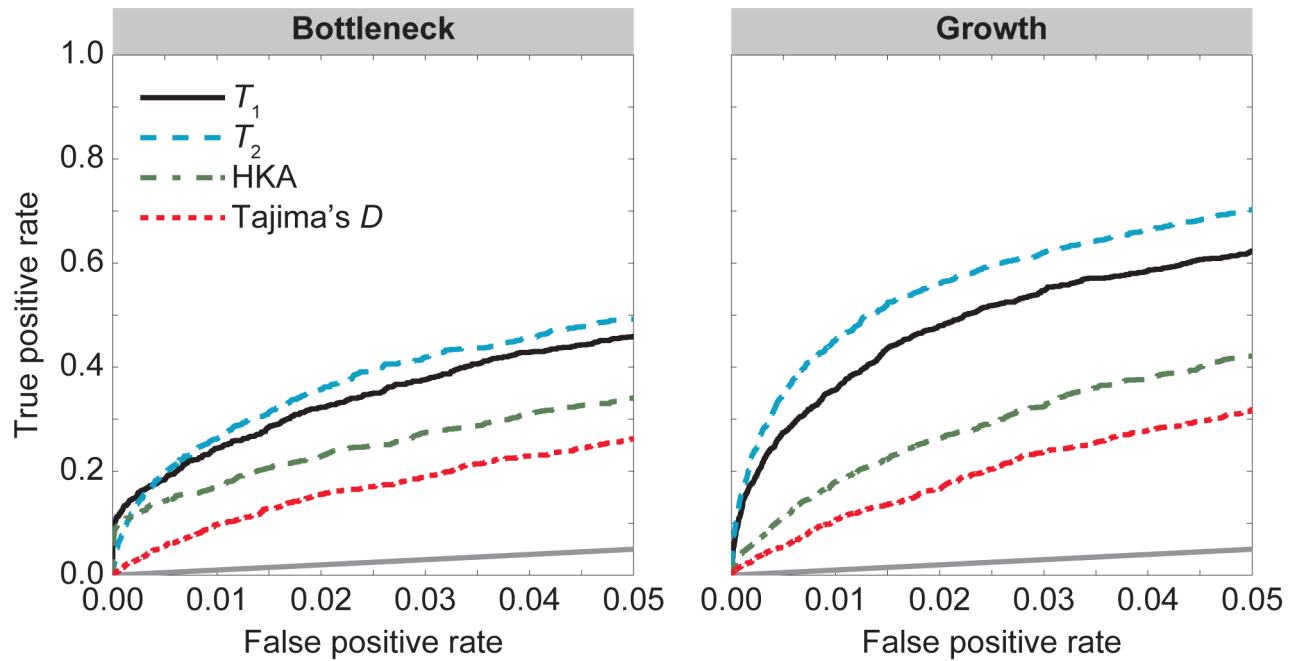 Bottleneck
Growth
1.0
0.8
0.6
0.4
0.2
0.0
True positive rate
T1
T2
HKA
Tajima's D
0.00 0.01 0.02 0.03 0.04 0.05
0.00 0.01 0.02 0.03 0.04 0.05
False positive rate
False positive rate